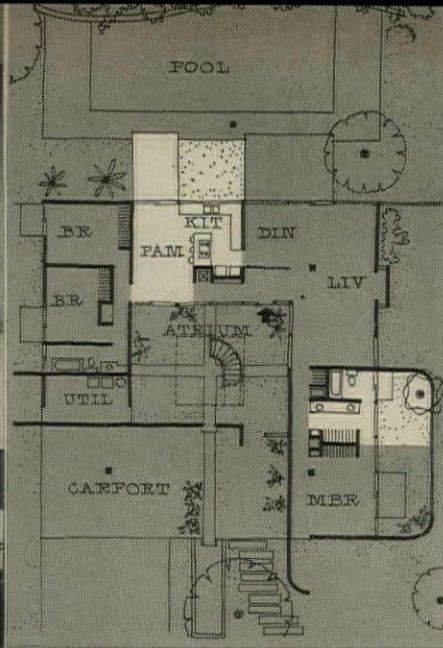 POOL
KIT
BR
DIN
FAM
LIV
BR
ATRIUM
UTIL
CARPORT
MBR